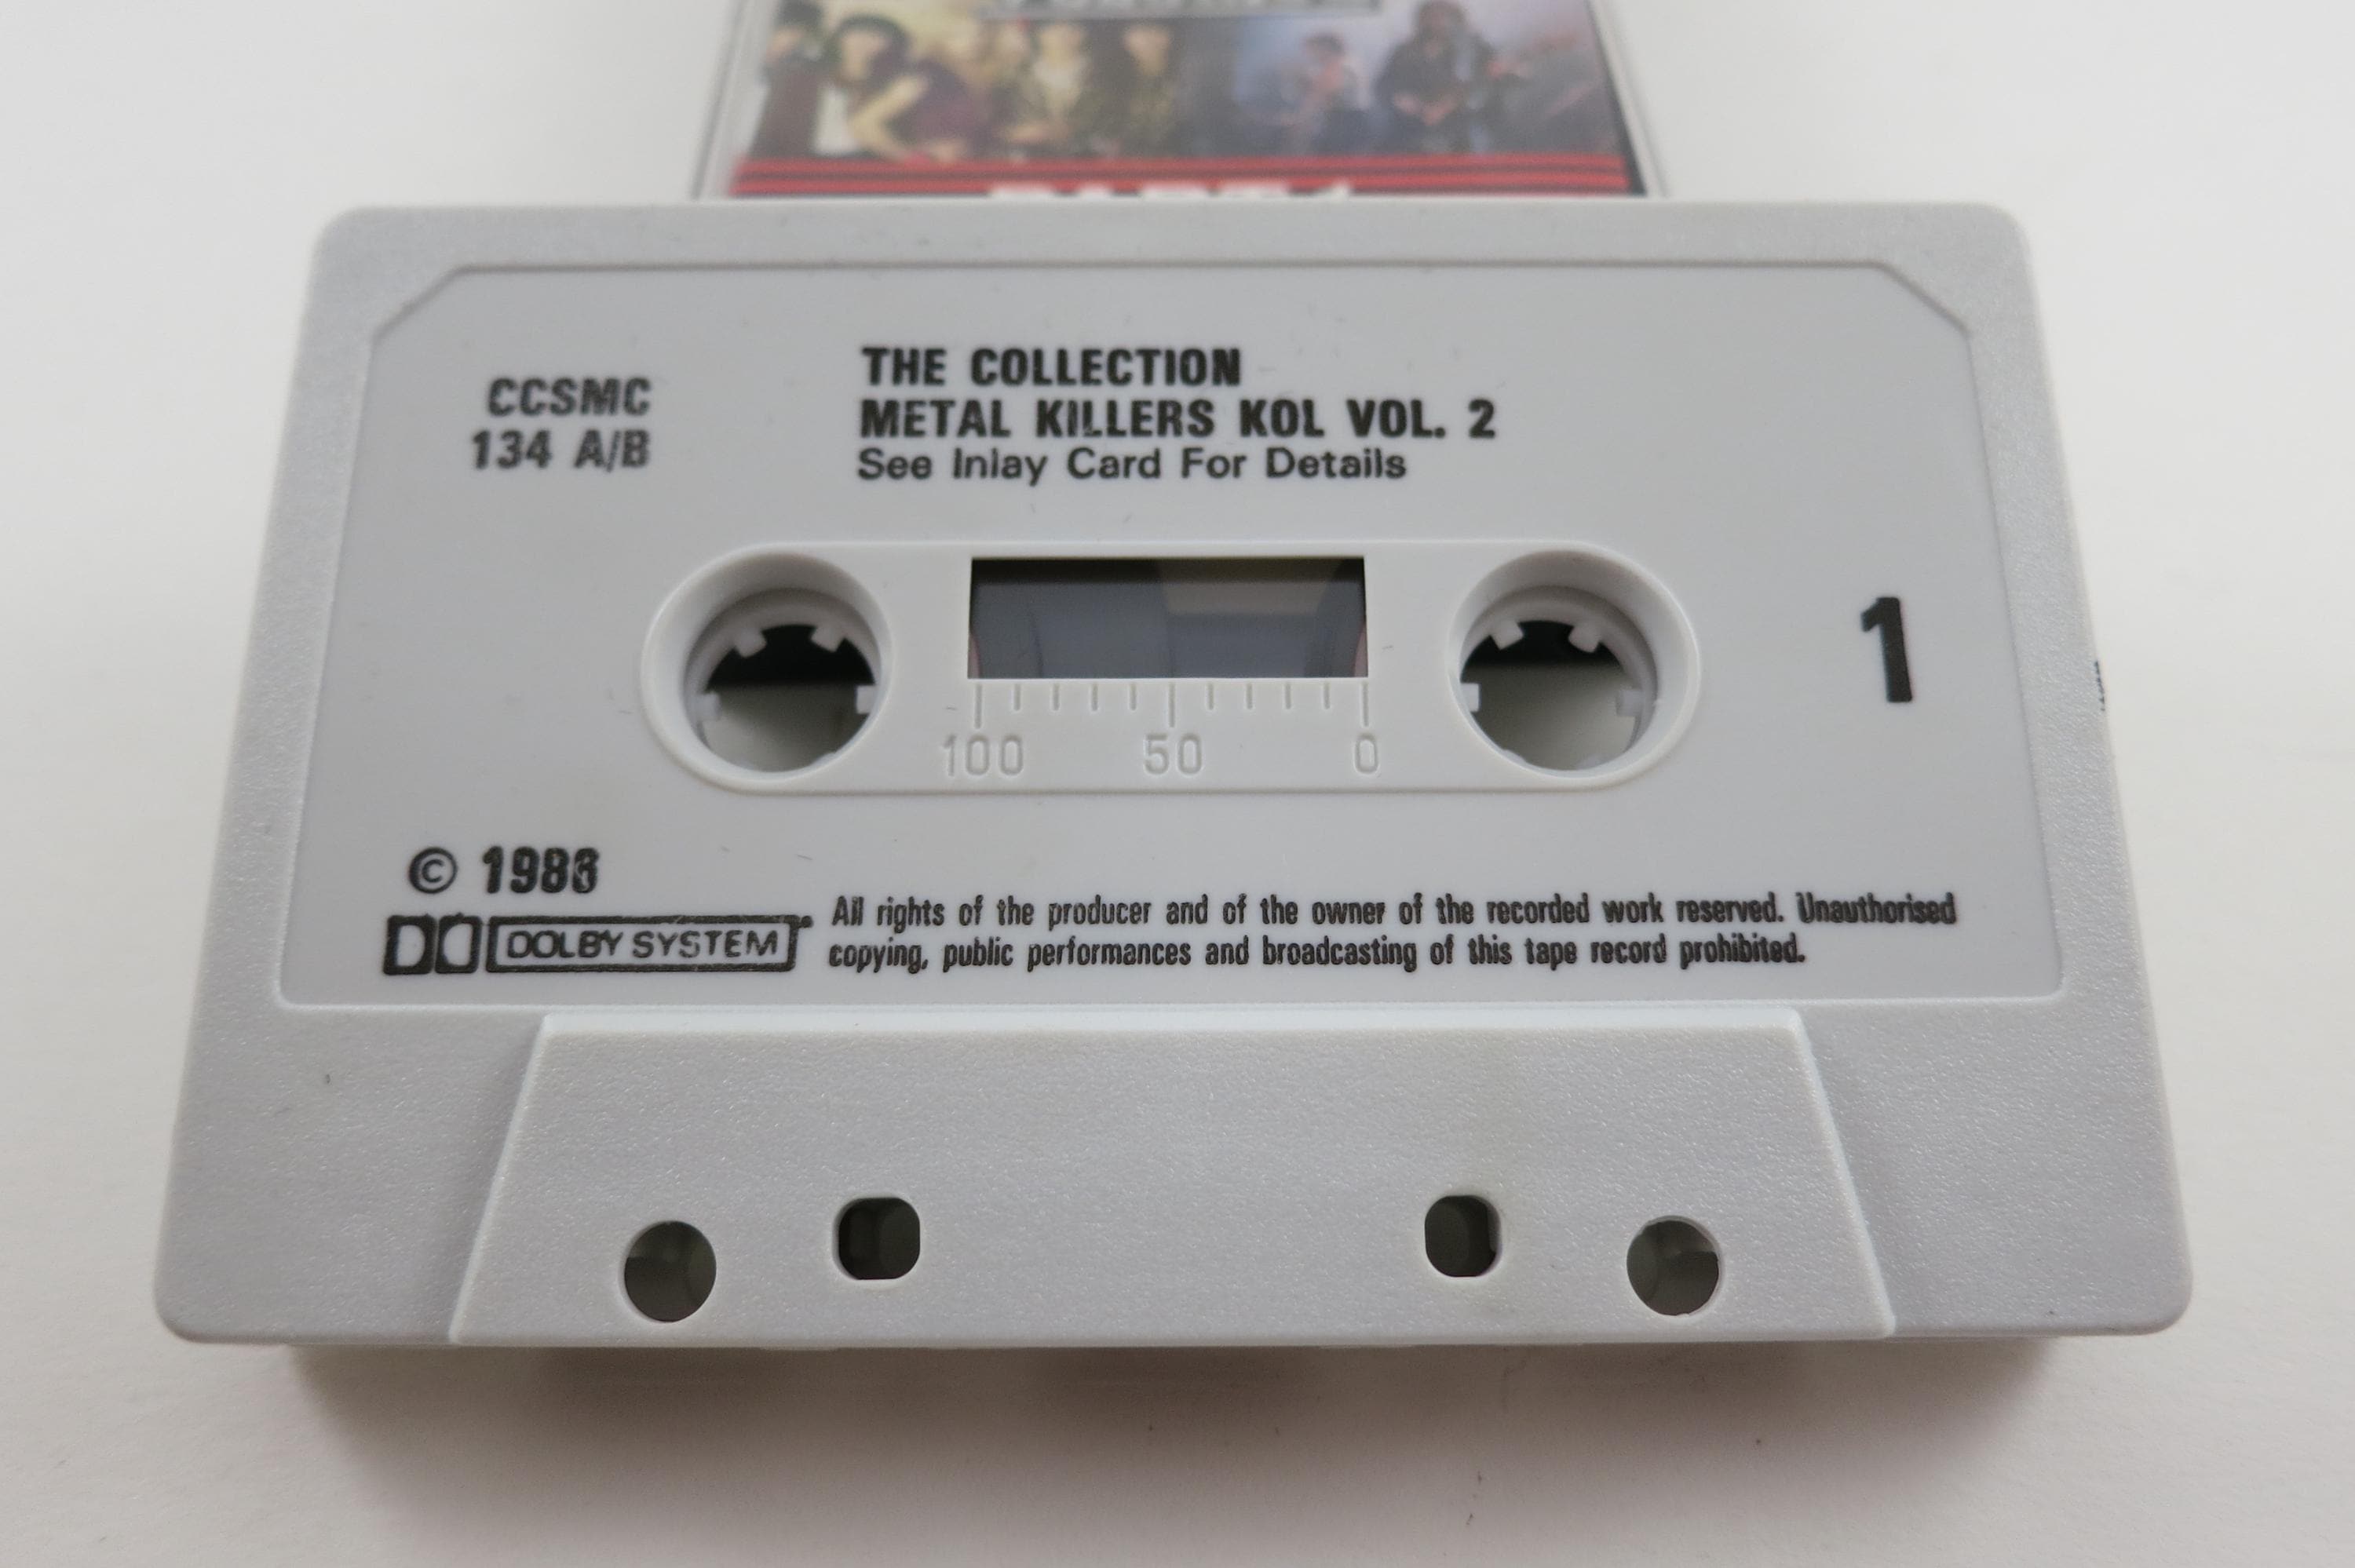 THE COLLECTION
METAL KILLERS KOL VOL. 2
See Inlay Card For Details
CCSMC
134 A/B
1
100 50 0
© 1986
DOLBY SYSTEM
All rights of the producer and of the owner of the recorded work reserved. Unauthorised
copying, public performances and broadcasting of this tape record prohibited.